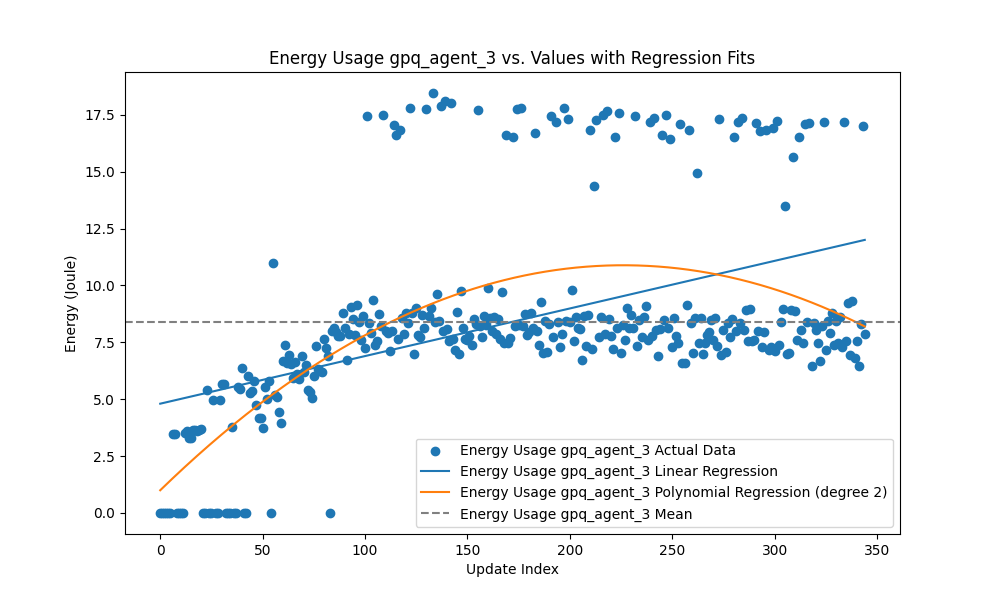 Energy Usage gpq_agent_3 vs. Values with Regression Fits
Energy (Joule)
17.5
15.0
12.5
10.0
7.5
5.0
2.5
0.0
Energy Usage gpq_agent_3 Actual Data
Energy Usage gpq_agent_3 Linear Regression
Energy Usage gpq_agent_3 Polynomial Regression (degree 2)
Energy Usage gpq_agent_3 Mean
0 50 100 150 200 250 300 350
Update Index